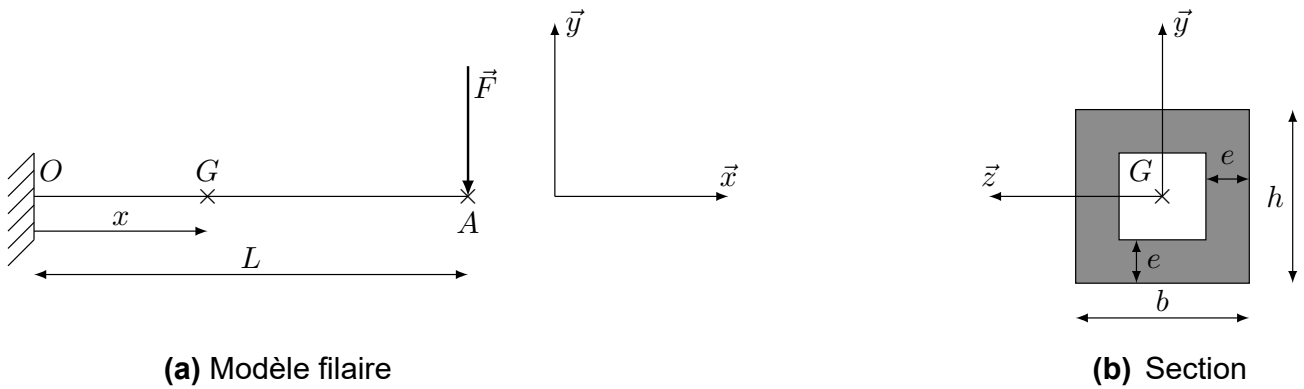 O
G
A
x
L
F⃗
y⃗
x⃗
(a) Modèle filaire
y⃗
z⃗
G
e
e
h
b
(b) Section